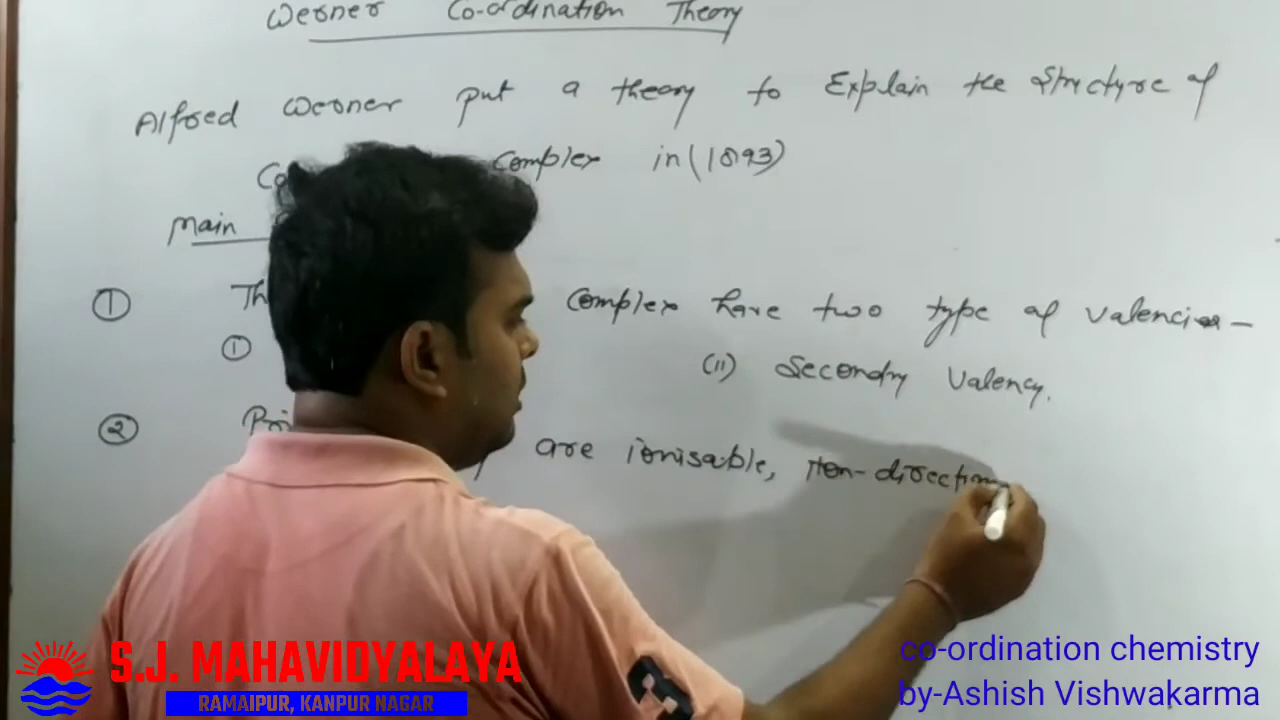 Werner Co-ordination Theory
Alfred Werner put a theory to Explain the Structure of
Complex in (1893)
Main
① Th Complex have two type of valencies -
① (ii) Secondry Valency.
② Pri are ionisable, Non-direction
S.J. MAHAVIDYALAYA
RAMAIPUR, KANPUR NAGAR
co-ordination chemistry
by-Ashish Vishwakarma